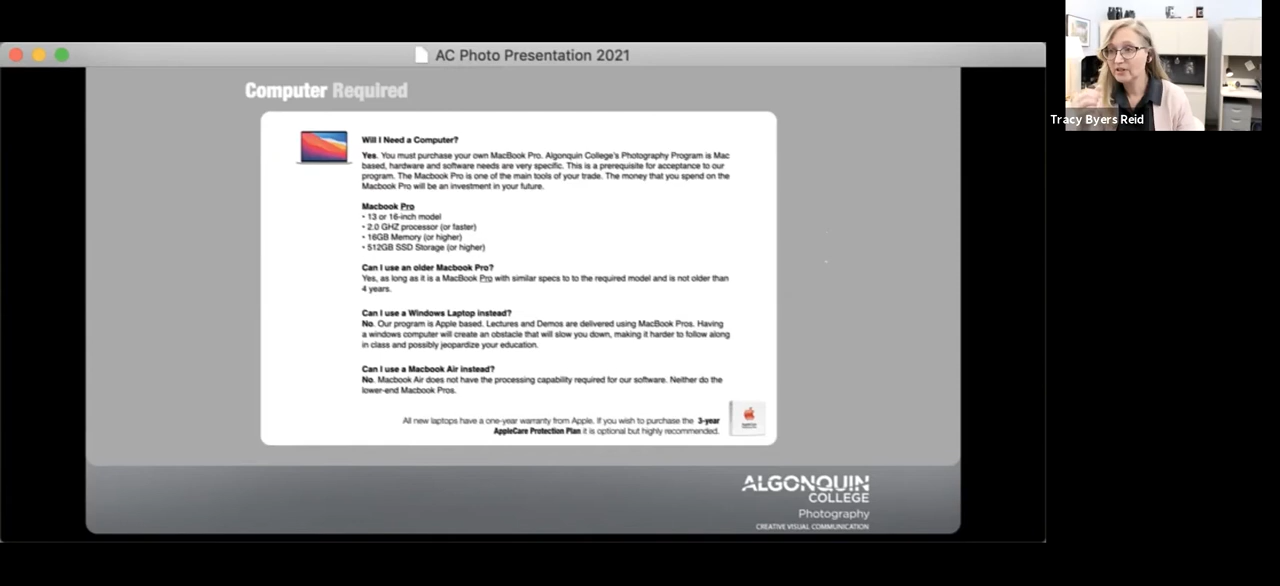 AC Photo Presentation 2021
Tracy Byers Reid
Computer Required
Will I Need a Computer?
Yes. You must purchase your own MacBook Pro. Algonquin College's Photography Program is Mac
based, hardware and software needs are very specific. This is a prerequisite for acceptance to our
program. The Macbook Pro is one of the main tools of your trade. The money that you spend on the
Macbook Pro will be an investment in your future.
Macbook Pro
• 13 or 16-inch model
• 2.0 GHZ processor (or faster)
• 16GB Memory (or higher)
• 512GB SSD Storage (or higher)
Can I use an older Macbook Pro?
Yes, as long as it is a MacBook Pro with similar specs to to the required model and is not older than
4 years.
Can I use a Windows Laptop instead?
No. Our program is Apple based. Lectures and Demos are delivered using MacBook Pros. Having
a windows computer will create an obstacle that will slow you down, making it harder to follow along
in class and possibly jeopardize your education.
Can I use a Macbook Air instead?
No. Macbook Air does not have the processing capability required for our software. Neither do the
lower-end Macbook Pros.
All new laptops have a one-year warranty from Apple. If you wish to purchase the 3-year
AppleCare Protection Plan it is optional but highly recommended.
ALGONQUIN
COLLEGE
Photography
CREATIVE VISUAL COMMUNICATION